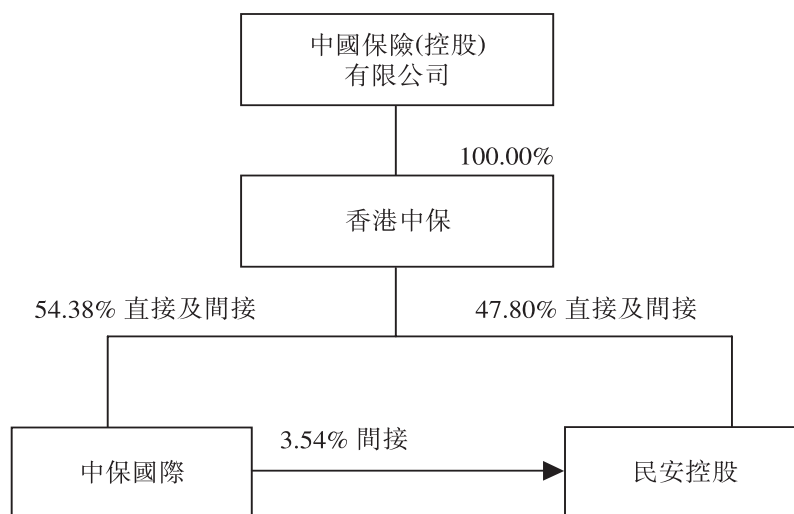 中國保險(控股)
有限公司
100.00%
香港中保
54.38% 直接及間接
47.80% 直接及間接
3.54% 間接
中保國際
民安控股